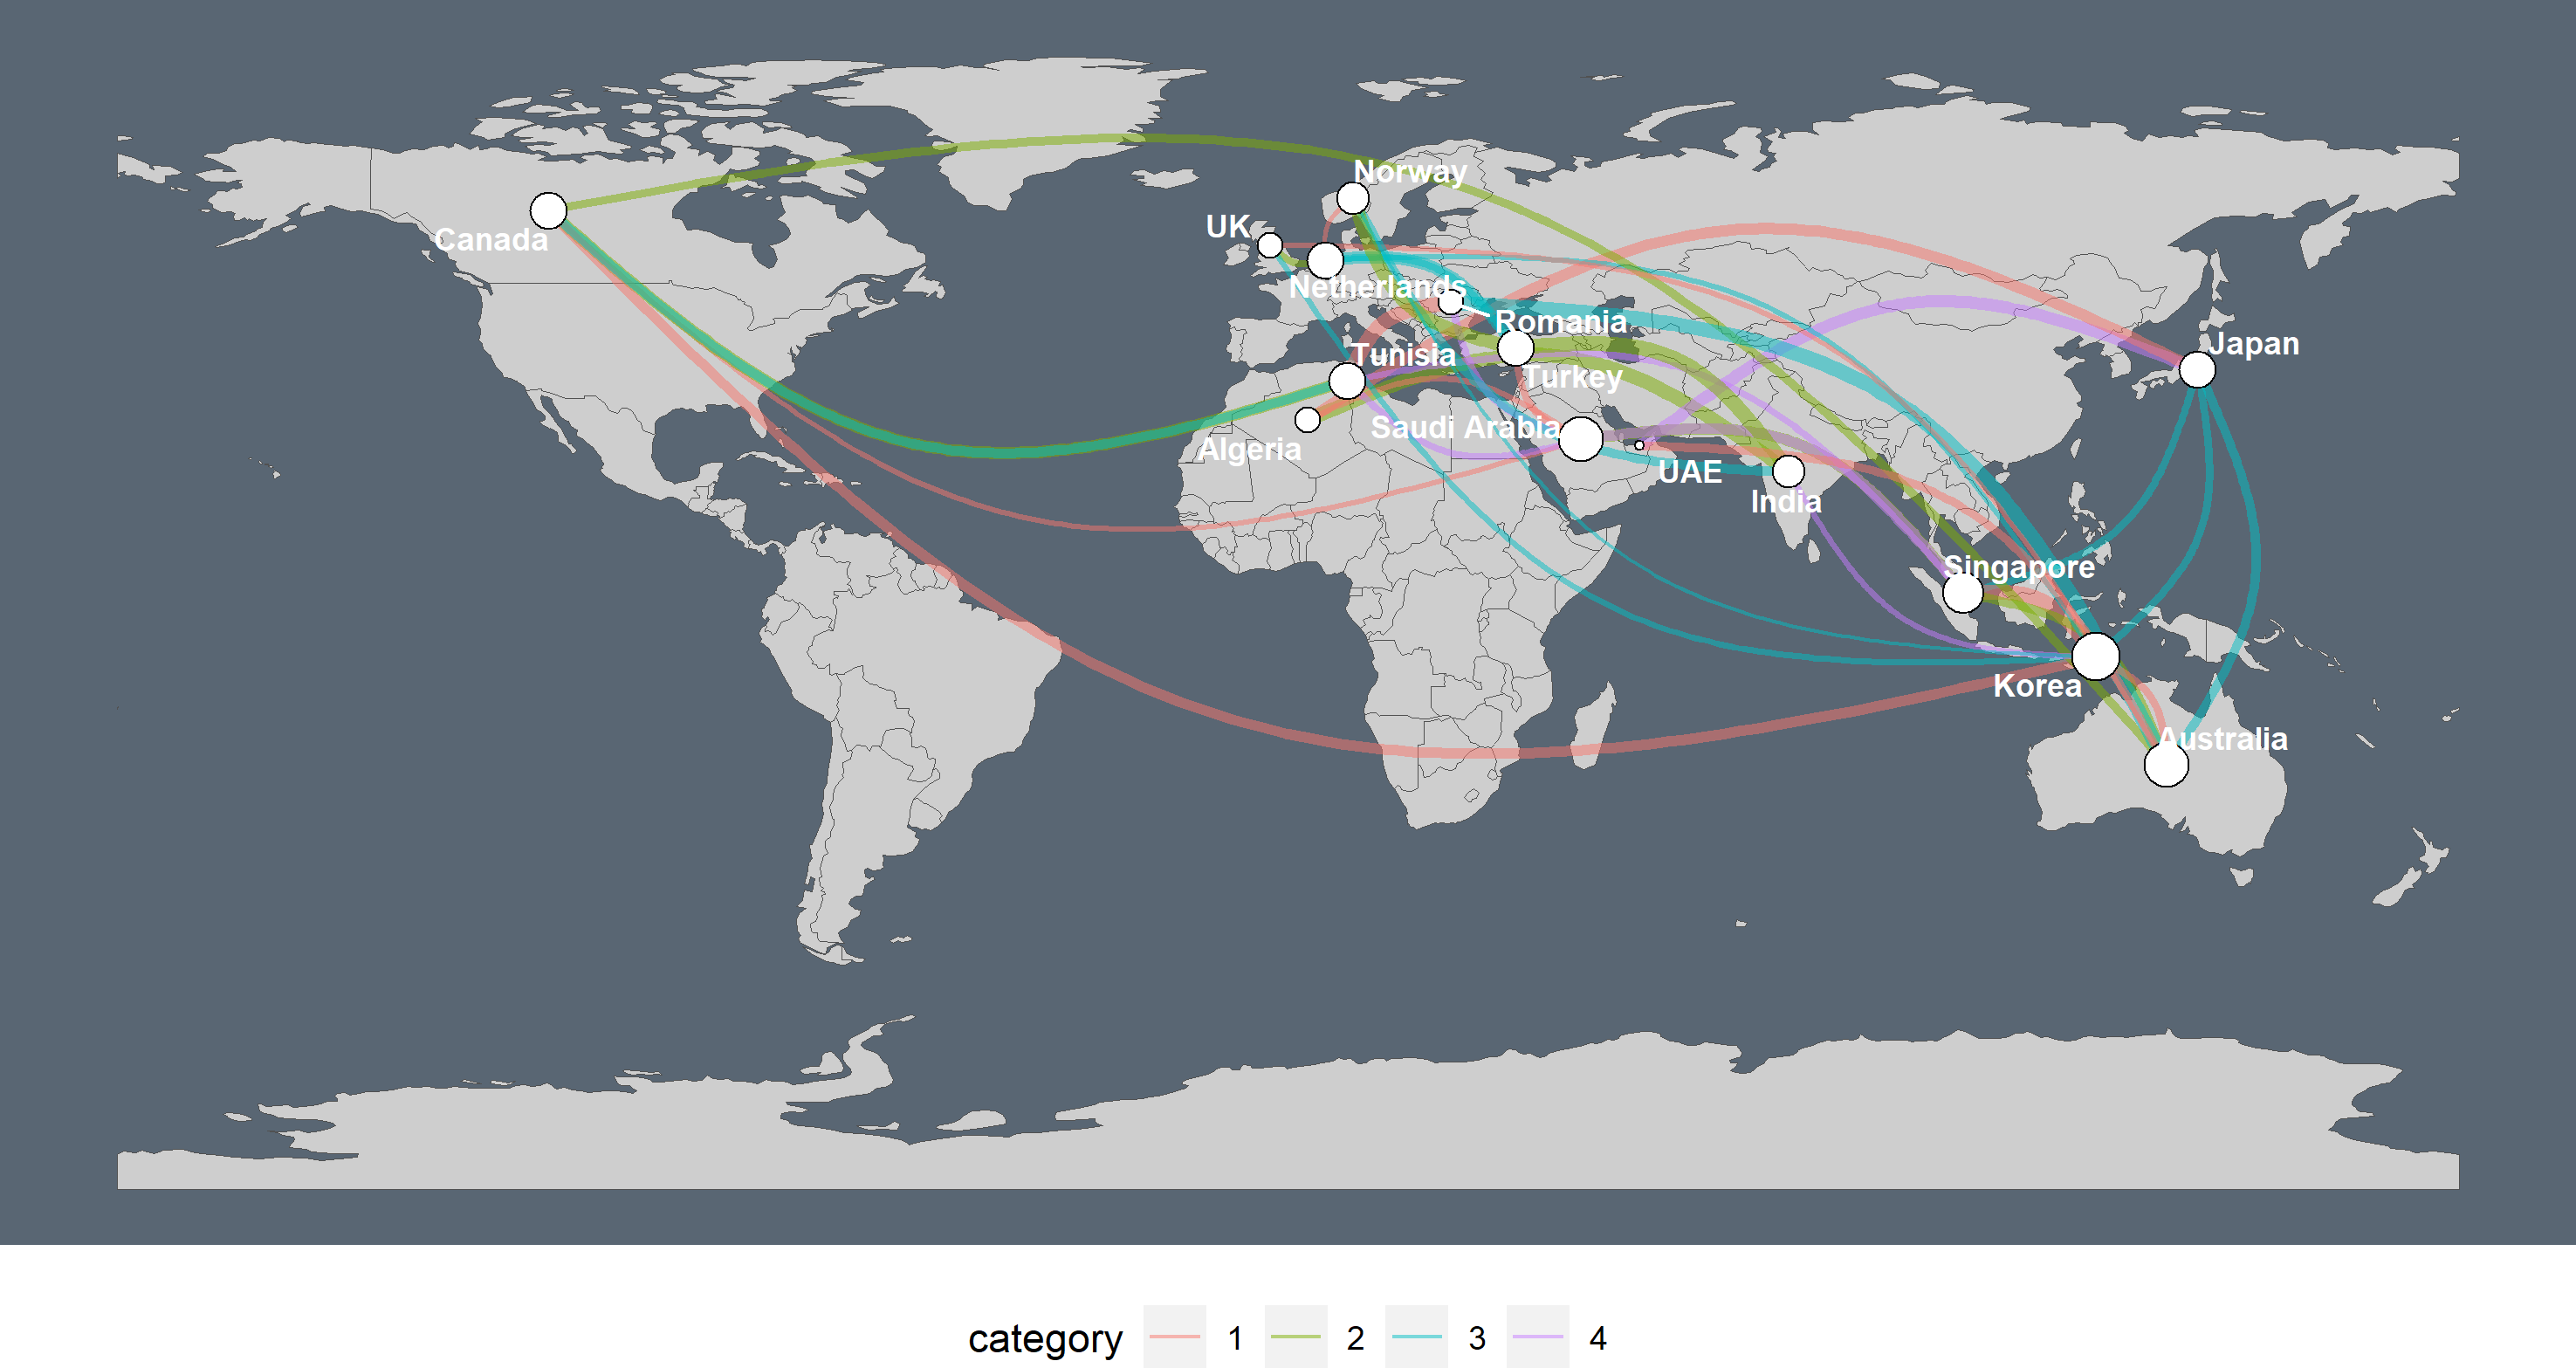 Norway
UK
Canada
Netherlands
Romania
Tunisia
Japan
Turkey
Saudi Arabia
Algeria
UAE
India
Singapore
Korea
Australia
category 1 2 3 4